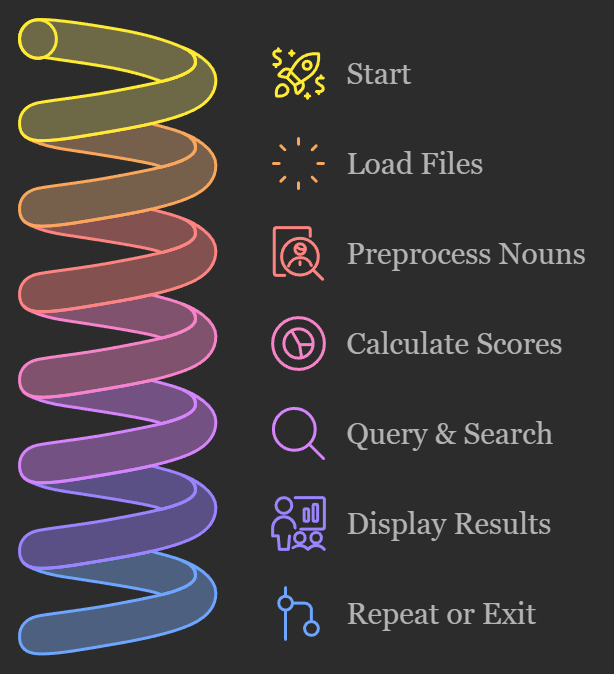 Start
Load Files
Preprocess Nouns
Calculate Scores
Query & Search
Display Results
Repeat or Exit